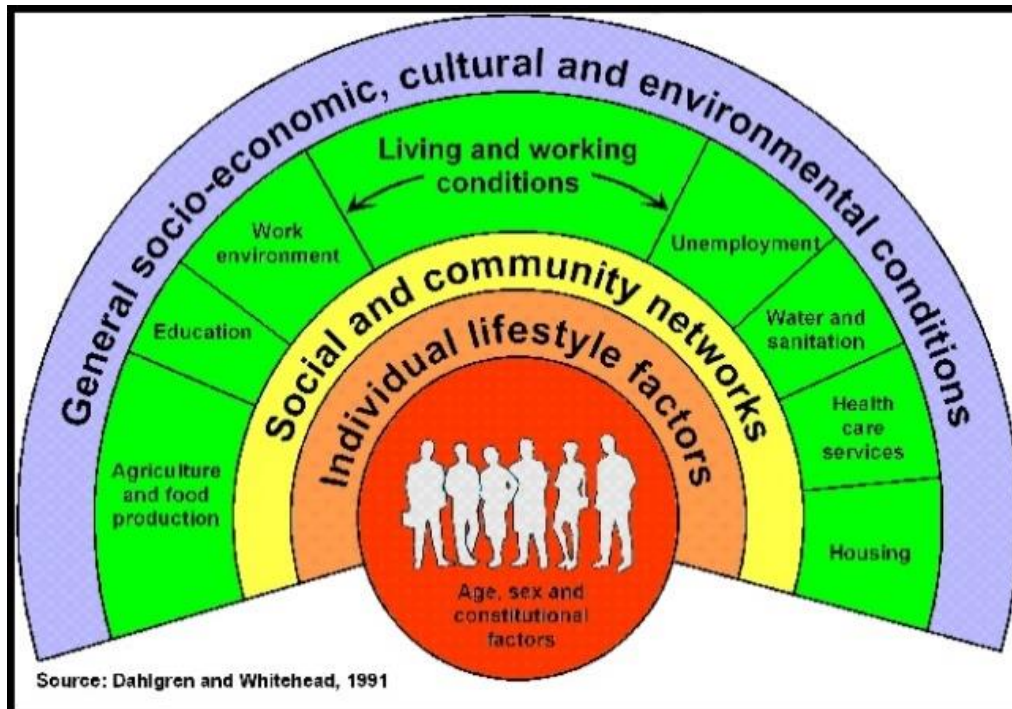 General socio-economic, cultural and environmental conditions
Living and working
conditions
Work
environment
Unemployment
Education
Water and
sanitation
Agriculture
and food
production
Health
care
services
Housing
Social and community networks
Individual lifestyle factors
Age, sex and
constitutional
factors
Source: Dahlgren and Whitehead, 1991